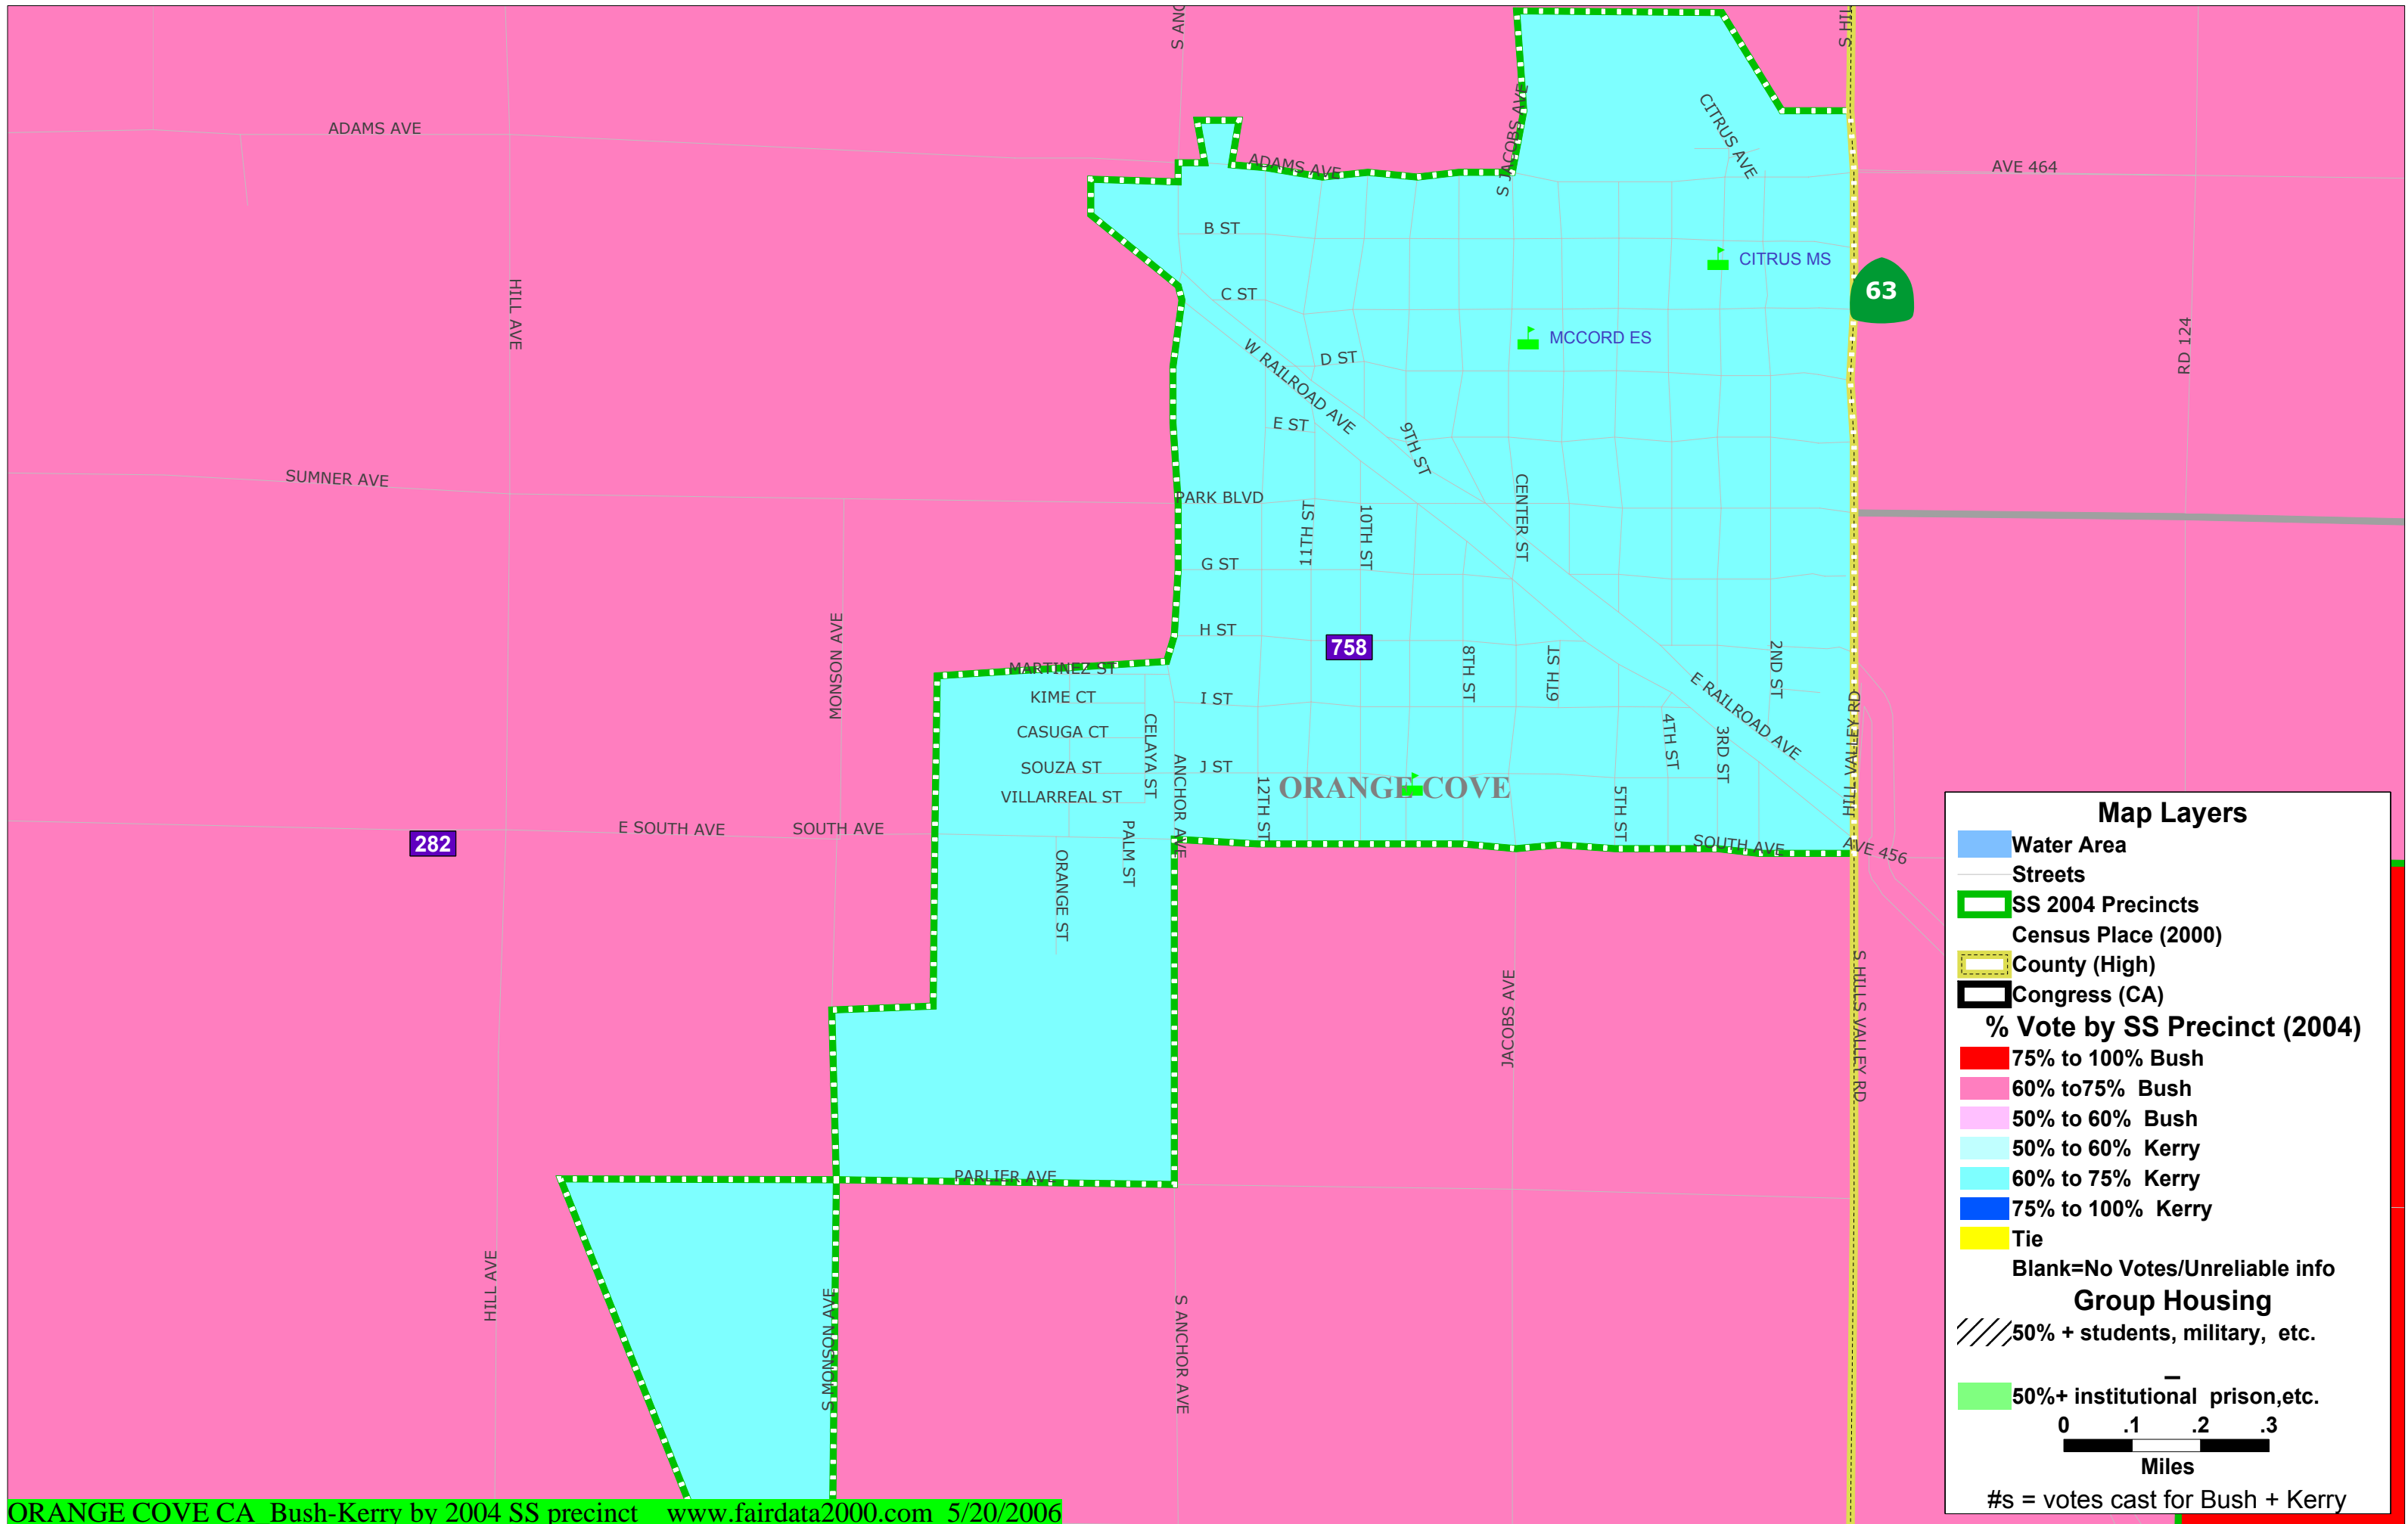 S ANC
S HIL
ADAMS AVE
ADAMS AVE
S JACOBS AVE
CITRUS AVE
AVE 464
B ST
CITRUS MS
63
C ST
HILL AVE
MCCORD ES
RD 124
D ST
W RAILROAD AVE
E ST
9TH ST
SUMNER AVE
PARK BLVD
CENTER ST
11TH ST
10TH ST
G ST
MONSON AVE
H ST
758
8TH ST
6TH ST
2ND ST
MARTINEZ ST
KIME CT
I ST
E RAILROAD AVE
HILL VALLEY RD
CASUGA CT
CELAYA ST
4TH ST
3RD ST
SOUZA ST
ANCHOR AVE
J ST
12TH ST
ORANGE COVE
5TH ST
VILLARREAL ST
282
E SOUTH AVE
SOUTH AVE
PALM ST
SOUTH AVE
AVE 456
ORANGE ST
JACOBS AVE
S HILLS VALLEY RD
PARLIER AVE
HILL AVE
S MONSON AVE
S ANCHOR AVE
Map Layers
Water Area
Streets
SS 2004 Precincts
Census Place (2000)
County (High)
Congress (CA)
% Vote by SS Precinct (2004)
75% to 100% Bush
60% to75% Bush
50% to 60% Bush
50% to 60% Kerry
60% to 75% Kerry
75% to 100% Kerry
Tie
Blank=No Votes/Unreliable info
Group Housing
50% + students, military, etc.
_
50%+ institutional prison,etc.
0 .1 .2 .3
Miles
#s = votes cast for Bush + Kerry
ORANGE COVE CA Bush-Kerry by 2004 SS precinct www.fairdata2000.com 5/20/2006